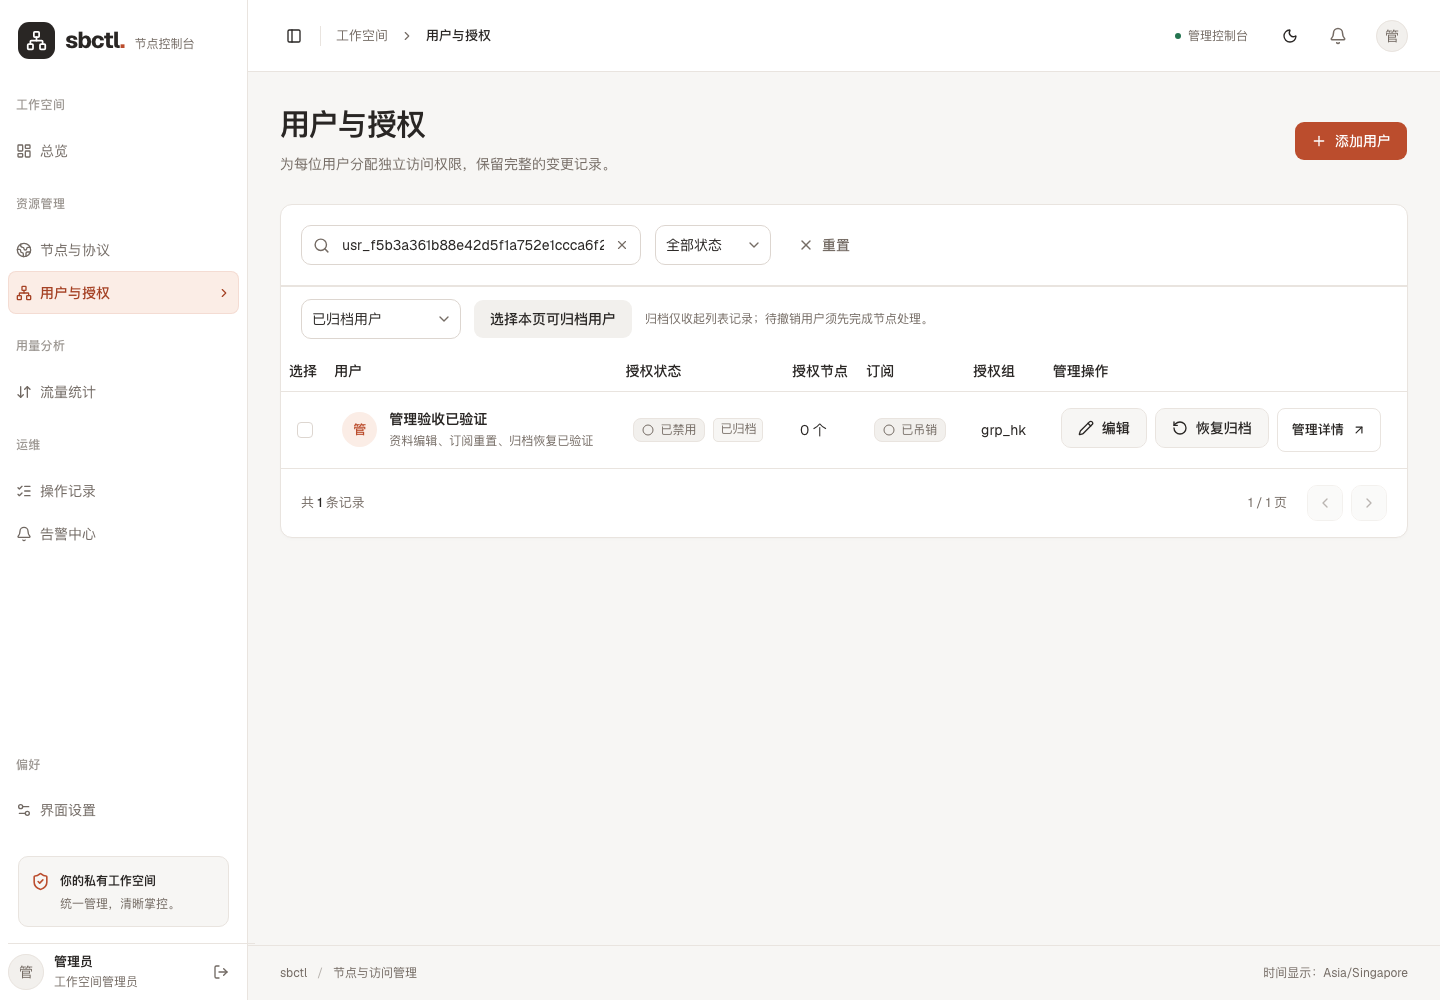 sbctl. 节点控制台
工作空间
总览
资源管理
节点与协议
用户与授权
用量分析
流量统计
运维
操作记录
告警中心
偏好
界面设置
你的私有工作空间
统一管理，清晰掌控。
管
管理员
工作空间管理员
工作空间 > 用户与授权
管理控制台
管
用户与授权
为每位用户分配独立访问权限，保留完整的变更记录。
添加用户
usr_f5b3a361b88e42d5f1a752e1ccca6f2
全部状态
重置
已归档用户
选择本页可归档用户
归档仅收起列表记录；待撤销用户须先完成节点处理。
选择 用户 授权状态 授权节点 订阅 授权组 管理操作
管
管理验收已验证
资料编辑、订阅重置、归档恢复已验证
已禁用 已归档 0 个 已吊销 grp_hk 编辑 恢复归档 管理详情
共 1 条记录
1 / 1 页
sbctl / 节点与访问管理
时间显示：Asia/Singapore